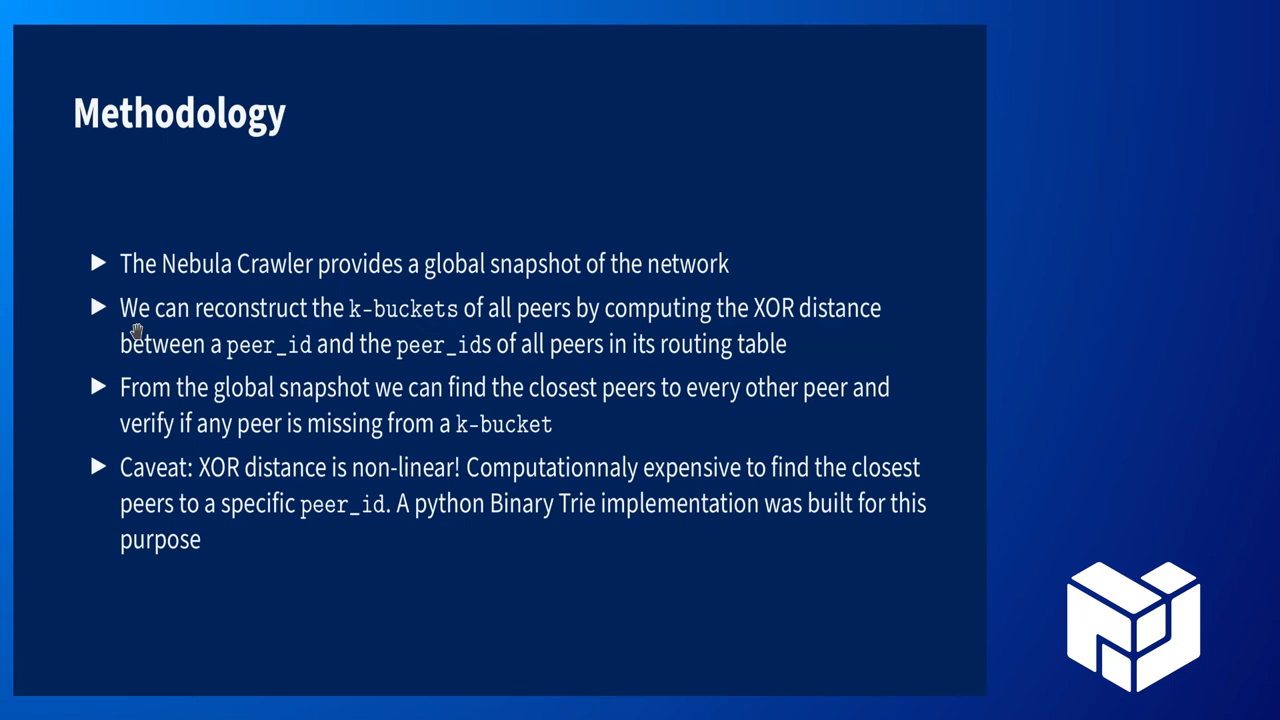 Methodology
▶ The Nebula Crawler provides a global snapshot of the network
▶ We can reconstruct the k-buckets of all peers by computing the XOR distance
between a peer_id and the peer_ids of all peers in its routing table
▶ From the global snapshot we can find the closest peers to every other peer and
verify if any peer is missing from a k-bucket
▶ Caveat: XOR distance is non-linear! Computationnaly expensive to find the closest
peers to a specific peer_id. A python Binary Trie implementation was built for this
purpose